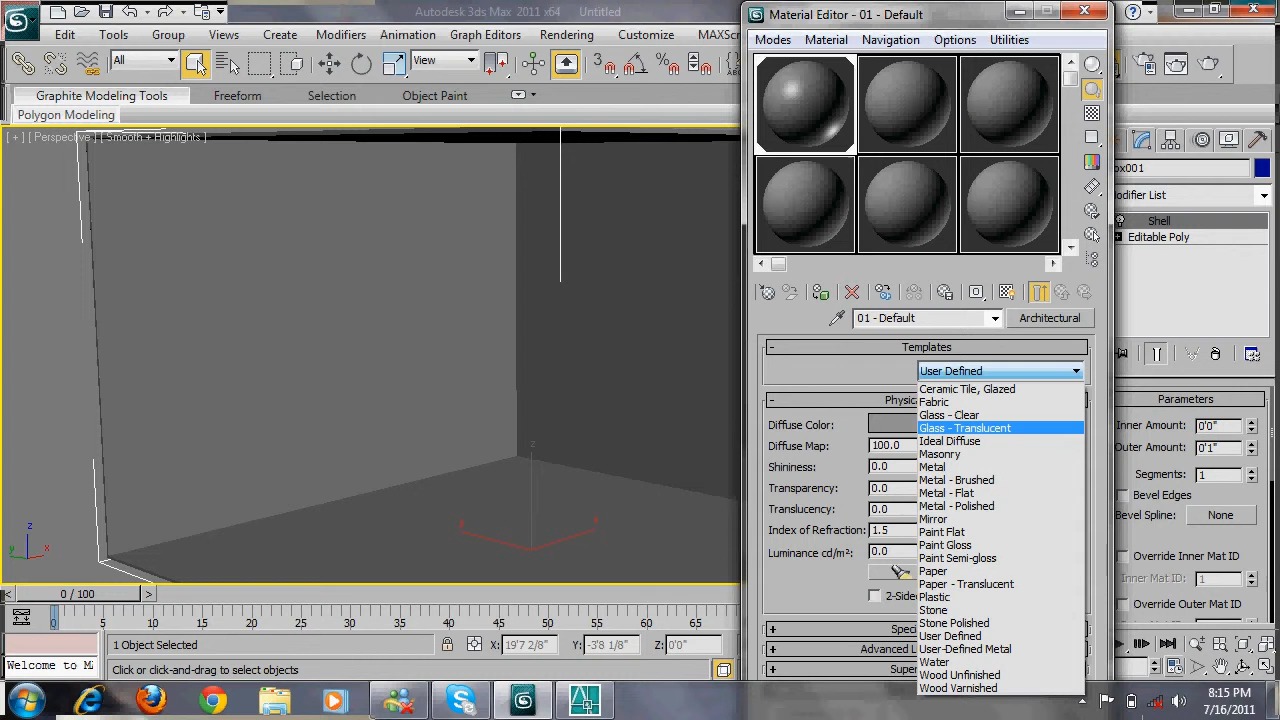 Autodesk 3ds Max 2011 x64    Untitled
Edit Tools Group Views Create Modifiers Animation Graph Editors Rendering Customize MAXScr
All
View
Graphite Modeling Tools Freeform Selection Object Paint
Polygon Modeling
[ + ] [ Perspective ] [ Smooth + Highlights ]
z
z
y
x
Material Editor - 01 - Default
Modes Material Navigation Options Utilities
01 - Default
Architectural
Templates
User Defined
Ceramic Tile, Glazed
Fabric
Glass - Clear
Glass - Translucent
Ideal Diffuse
Masonry
Metal
Metal - Brushed
Metal - Flat
Metal - Polished
Mirror
Paint Flat
Paint Gloss
Paint Semi-gloss
Paper
Paper - Translucent
Plastic
Stone
Stone Polished
User Defined
User-Defined Metal
Water
Wood Unfinished
Wood Varnished
Physi
Diffuse Color:
Diffuse Map: 100.0
Shininess: 0.0
Transparency: 0.0
Translucency: 0.0
Index of Refraction: 1.5
Luminance cd/m²: 0.0
2-Side
Speci
Advanced L
Super
ox001
odifier List
Shell
Editable Poly
Parameters
Inner Amount: 0'0"
Outer Amount: 0'1"
Segments: 1
Bevel Edges
Bevel Spline: None
Override Inner Mat ID
Inner Mat ID: 1
Override Outer Mat ID
0 / 100
0 5 10 15 20 25 30 35 40 45 50 55 60 65
1 Object Selected
X: 19'7 2/8" Y: -3'8 1/8" Z: 0'0"
Welcome to M
Click or click-and-drag to select objects
8:15 PM
7/16/2011